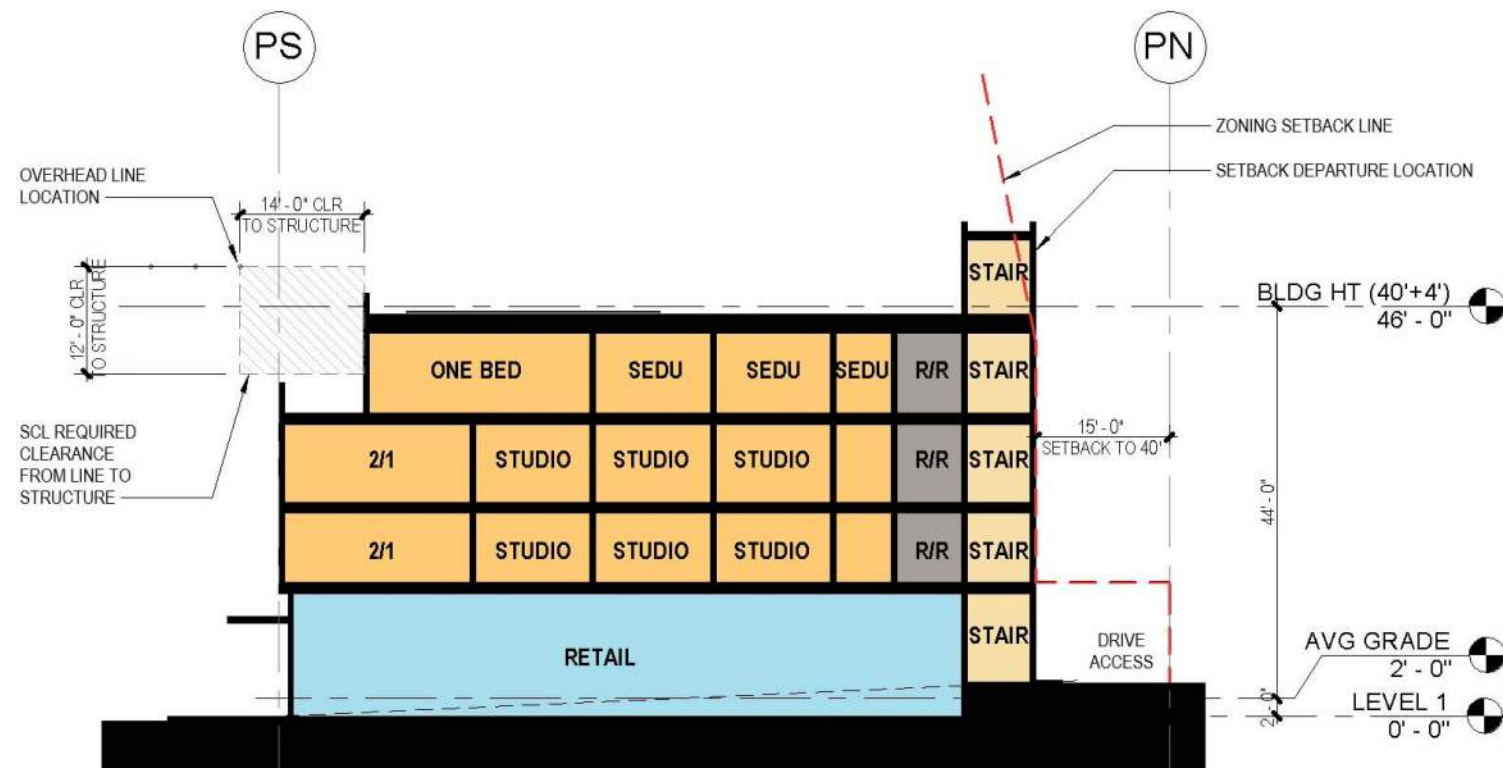 PS
PN
ZONING SETBACK LINE
SETBACK DEPARTURE LOCATION
OVERHEAD LINE
LOCATION
14' - 0" CLR
TO STRUCTURE
12' - 0" CLR
TO STRUCTURE
STAIR
BLDG HT (40'+4')
46' - 0"
ONE BED
SEDU
SEDU
SEDU
R/R
STAIR
SCL REQUIRED
CLEARANCE
FROM LINE TO
STRUCTURE
15' - 0"
SETBACK TO 40'
2/1
STUDIO
STUDIO
STUDIO
R/R
STAIR
44' - 0"
2/1
STUDIO
STUDIO
STUDIO
R/R
STAIR
RETAIL
STAIR
DRIVE
ACCESS
AVG GRADE
2' - 0"
2' - 0"
LEVEL 1
0' - 0"